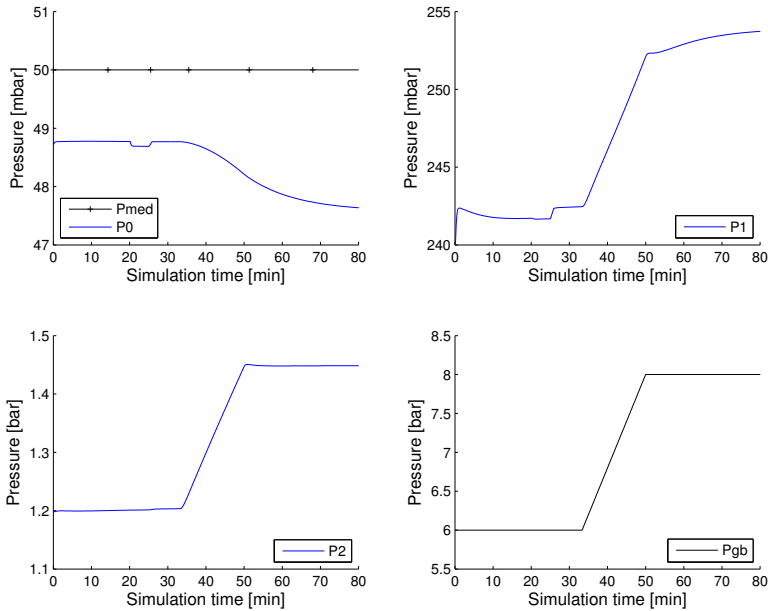 51
50
49
48
47
Pressure [mbar]
Pmed
P0
0 10 20 30 40 50 60 70 80
Simulation time [min]
255
250
245
240
Pressure [mbar]
P1
0 10 20 30 40 50 60 70 80
Simulation time [min]
1.5
1.4
1.3
1.2
1.1
Pressure [bar]
P2
0 10 20 30 40 50 60 70 80
Simulation time [min]
8.5
8
7.5
7
6.5
6
5.5
Pressure [bar]
Pgb
0 10 20 30 40 50 60 70 80
Simulation time [min]